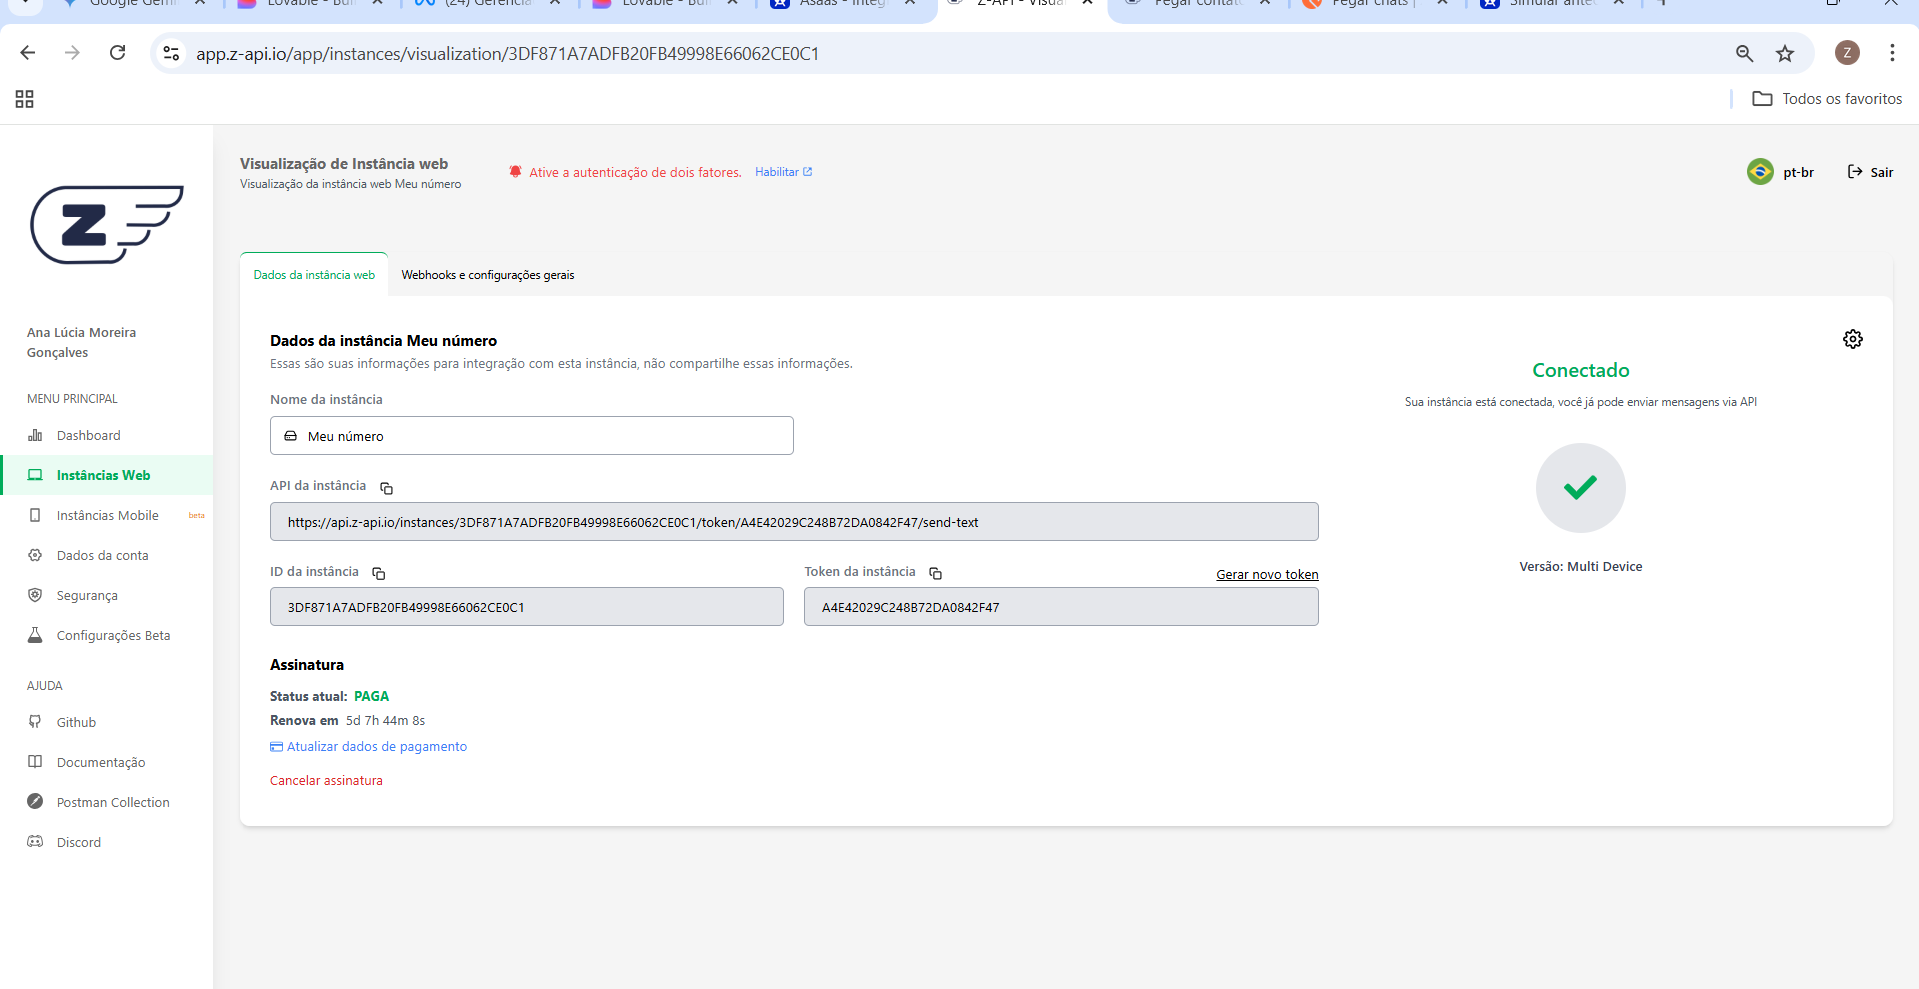 Google Gem
Lovable - Bui
(24) Gerencia
Lovable - Bui
Asaas - Integ
Z-API - Visua
Pegar contat
Pegar chats |
Simular ante
app.z-api.io/app/instances/visualization/3DF871A7ADFB20FB49998E66062CE0C1
Z
Todos os favoritos
Visualização de Instância web
Visualização da instância web Meu número
Ative a autenticação de dois fatores. Habilitar
pt-br
Sair
Z
Ana Lúcia Moreira
Gonçalves
MENU PRINCIPAL
Dashboard
Instâncias Web
Instâncias Mobile beta
Dados da conta
Segurança
Configurações Beta
AJUDA
Github
Documentação
Postman Collection
Discord
Dados da instância web
Webhooks e configurações gerais
Dados da instância Meu número
Essas são suas informações para integração com esta instância, não compartilhe essas informações.
Nome da instância
Meu número
API da instância
https://api.z-api.io/instances/3DF871A7ADFB20FB49998E66062CE0C1/token/A4E42029C248B72DA0842F47/send-text
ID da instância
3DF871A7ADFB20FB49998E66062CE0C1
Token da instância
Gerar novo token
A4E42029C248B72DA0842F47
Assinatura
Status atual: PAGA
Renova em 5d 7h 44m 8s
Atualizar dados de pagamento
Cancelar assinatura
Conectado
Sua instância está conectada, você já pode enviar mensagens via API
Versão: Multi Device